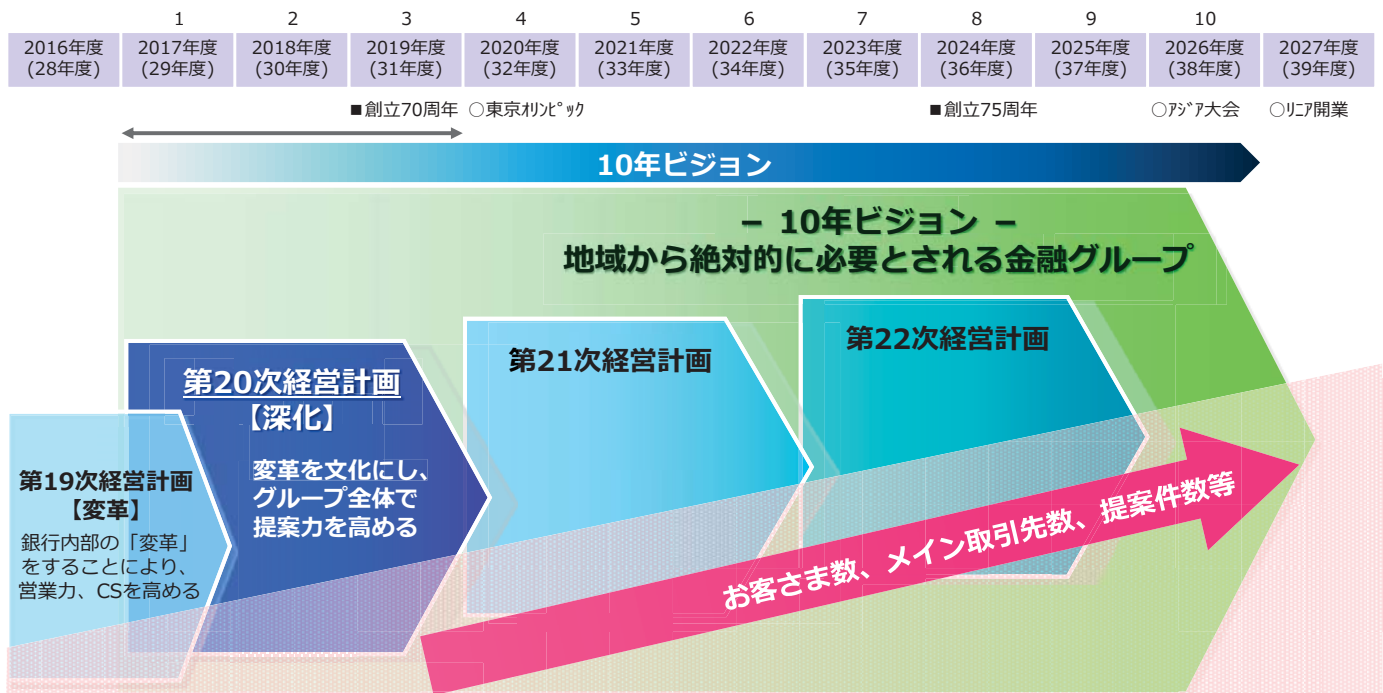 1 2 3 4 5 6 7 8 9 10
2016年度 2017年度 2018年度 2019年度 2020年度 2021年度 2022年度 2023年度 2024年度 2025年度 2026年度 2027年度
(28年度) (29年度) (30年度) (31年度) (32年度) (33年度) (34年度) (35年度) (36年度) (37年度) (38年度) (39年度)
■創立70周年 ○東京ｵﾘﾝﾋﾟｯｸ ■創立75周年 ○ｱｼﾞｱ大会 ○ﾘﾆｱ開業
10年ビジョン
－ 10年ビジョン －
地域から絶対的に必要とされる金融グループ
第19次経営計画
【変革】
銀行内部の「変革」
をすることにより、
営業力、CSを高める
第20次経営計画
【深化】
変革を文化にし、
グループ全体で
提案力を高める
第21次経営計画
第22次経営計画
お客さま数、メイン取引先数、提案件数等